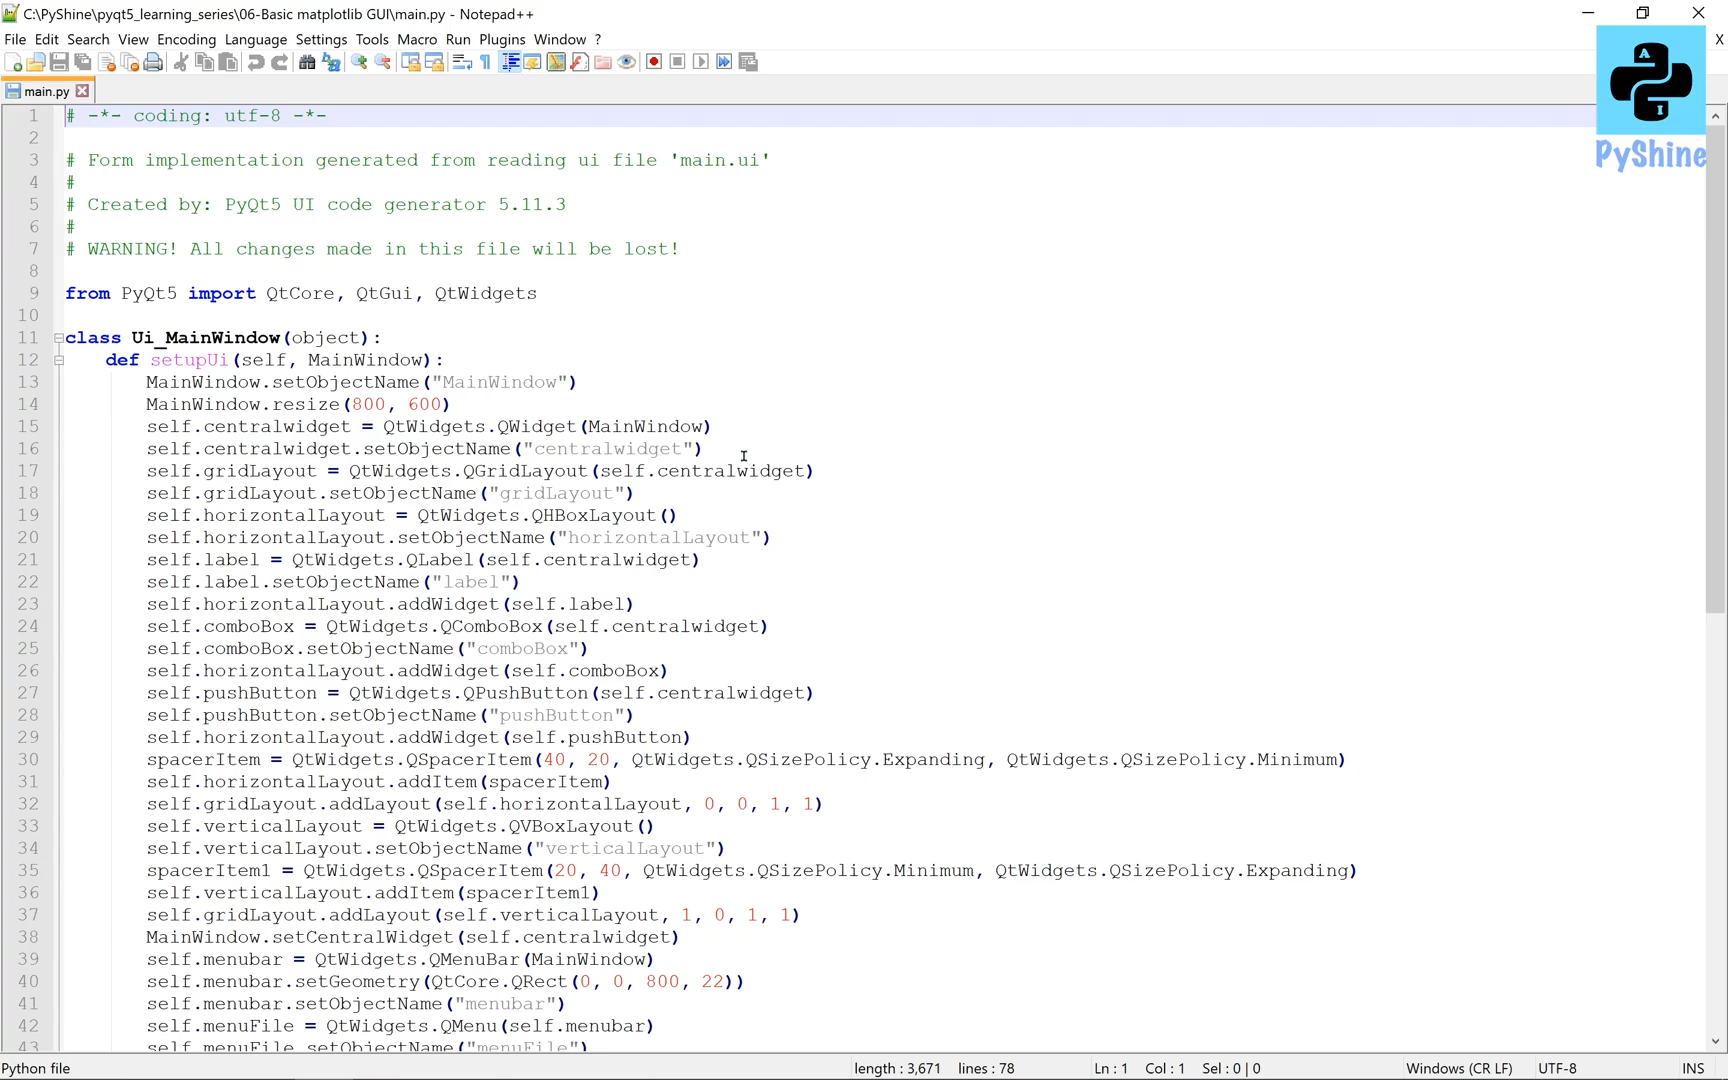 C:\PyShine\pyqt5_learning_series\06-Basic matplotlib GUI\main.py - Notepad++
File Edit Search View Encoding Language Settings Tools Macro Run Plugins Window ?
X
A
I
PyShine
main.py
1 # -*- coding: utf-8 -*-
2
3 # Form implementation generated from reading ui file 'main.ui'
4 #
5 # Created by: PyQt5 UI code generator 5.11.3
6 #
7 # WARNING! All changes made in this file will be lost!
8
9 from PyQt5 import QtCore, QtGui, QtWidgets
10
11 class Ui_MainWindow(object):
12 def setupUi(self, MainWindow):
13 MainWindow.setObjectName("MainWindow")
14 MainWindow.resize(800, 600)
15 self.centralwidget = QtWidgets.QWidget(MainWindow)
16 self.centralwidget.setObjectName("centralwidget")
17 self.gridLayout = QtWidgets.QGridLayout(self.centralwidget)
18 self.gridLayout.setObjectName("gridLayout")
19 self.horizontalLayout = QtWidgets.QHBoxLayout()
20 self.horizontalLayout.setObjectName("horizontalLayout")
21 self.label = QtWidgets.QLabel(self.centralwidget)
22 self.label.setObjectName("label")
23 self.horizontalLayout.addWidget(self.label)
24 self.comboBox = QtWidgets.QComboBox(self.centralwidget)
25 self.comboBox.setObjectName("comboBox")
26 self.horizontalLayout.addWidget(self.comboBox)
27 self.pushButton = QtWidgets.QPushButton(self.centralwidget)
28 self.pushButton.setObjectName("pushButton")
29 self.horizontalLayout.addWidget(self.pushButton)
30 spacerItem = QtWidgets.QSpacerItem(40, 20, QtWidgets.QSizePolicy.Expanding, QtWidgets.QSizePolicy.Minimum)
31 self.horizontalLayout.addItem(spacerItem)
32 self.gridLayout.addLayout(self.horizontalLayout, 0, 0, 1, 1)
33 self.verticalLayout = QtWidgets.QVBoxLayout()
34 self.verticalLayout.setObjectName("verticalLayout")
35 spacerItem1 = QtWidgets.QSpacerItem(20, 40, QtWidgets.QSizePolicy.Minimum, QtWidgets.QSizePolicy.Expanding)
36 self.verticalLayout.addItem(spacerItem1)
37 self.gridLayout.addLayout(self.verticalLayout, 1, 0, 1, 1)
38 MainWindow.setCentralWidget(self.centralwidget)
39 self.menubar = QtWidgets.QMenuBar(MainWindow)
40 self.menubar.setGeometry(QtCore.QRect(0, 0, 800, 22))
41 self.menubar.setObjectName("menubar")
42 self.menuFile = QtWidgets.QMenu(self.menubar)
43 self.menuFile.setObjectName("menuFile")
Python file length : 3,671 lines : 78 Ln : 1 Col : 1 Sel : 0 | 0 Windows (CR LF) UTF-8 INS